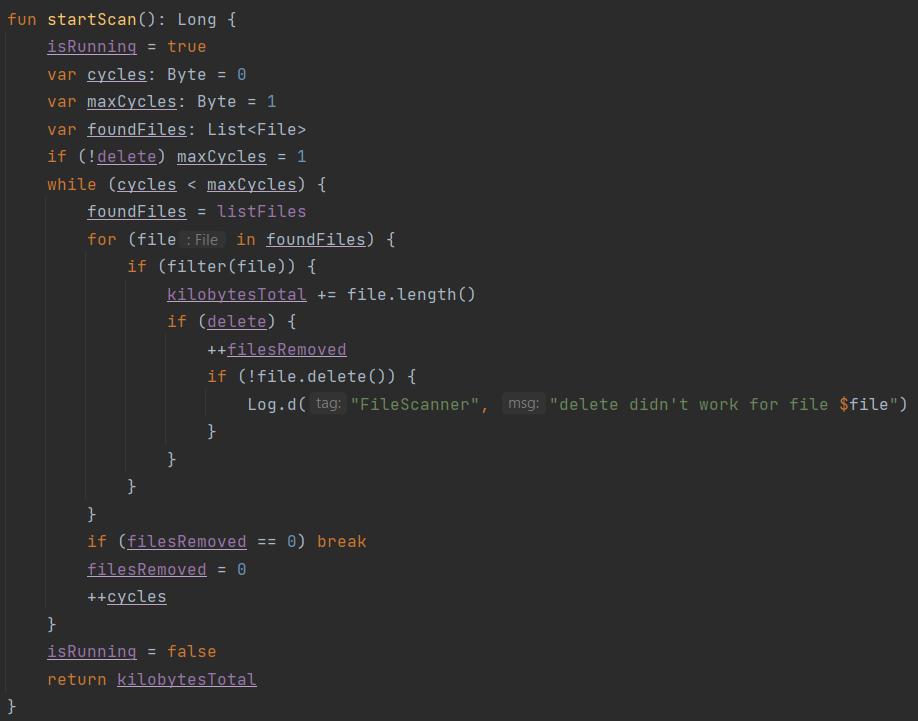 fun startScan(): Long {
    isRunning = true
    var cycles: Byte = 0
    var maxCycles: Byte = 1
    var foundFiles: List<File>
    if (!delete) maxCycles = 1
    while (cycles < maxCycles) {
        foundFiles = listFiles
        for (file : File in foundFiles) {
            if (filter(file)) {
                kilobytesTotal += file.length()
                if (delete) {
                    ++filesRemoved
                    if (!file.delete()) {
                        Log.d( tag: "FileScanner", msg: "delete didn't work for file $file")
                    }
                }
            }
        }
        if (filesRemoved == 0) break
        filesRemoved = 0
        ++cycles
    }
    isRunning = false
    return kilobytesTotal
}